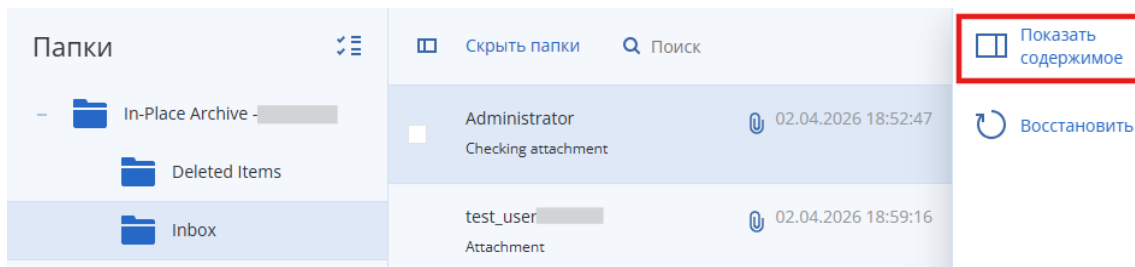 Папки
Скрыть папки
Поиск
Показать
содержимое
In-Place Archive -
Administrator
02.04.2026 18:52:47
Восстановить
Checking attachment
Deleted Items
test_user
02.04.2026 18:59:16
Inbox
Attachment